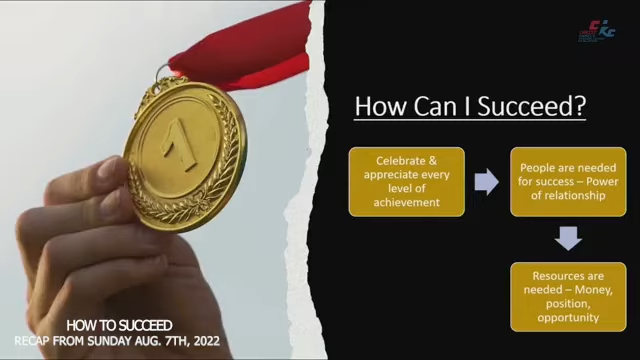 How Can I Succeed?
Celebrate &
appreciate every
level of
achievement
People are needed
for success – Power
of relationship
Resources are
needed – Money,
position,
opportunity
1
HOW TO SUCCEED
RECAP FROM SUNDAY AUG. 7TH, 2022